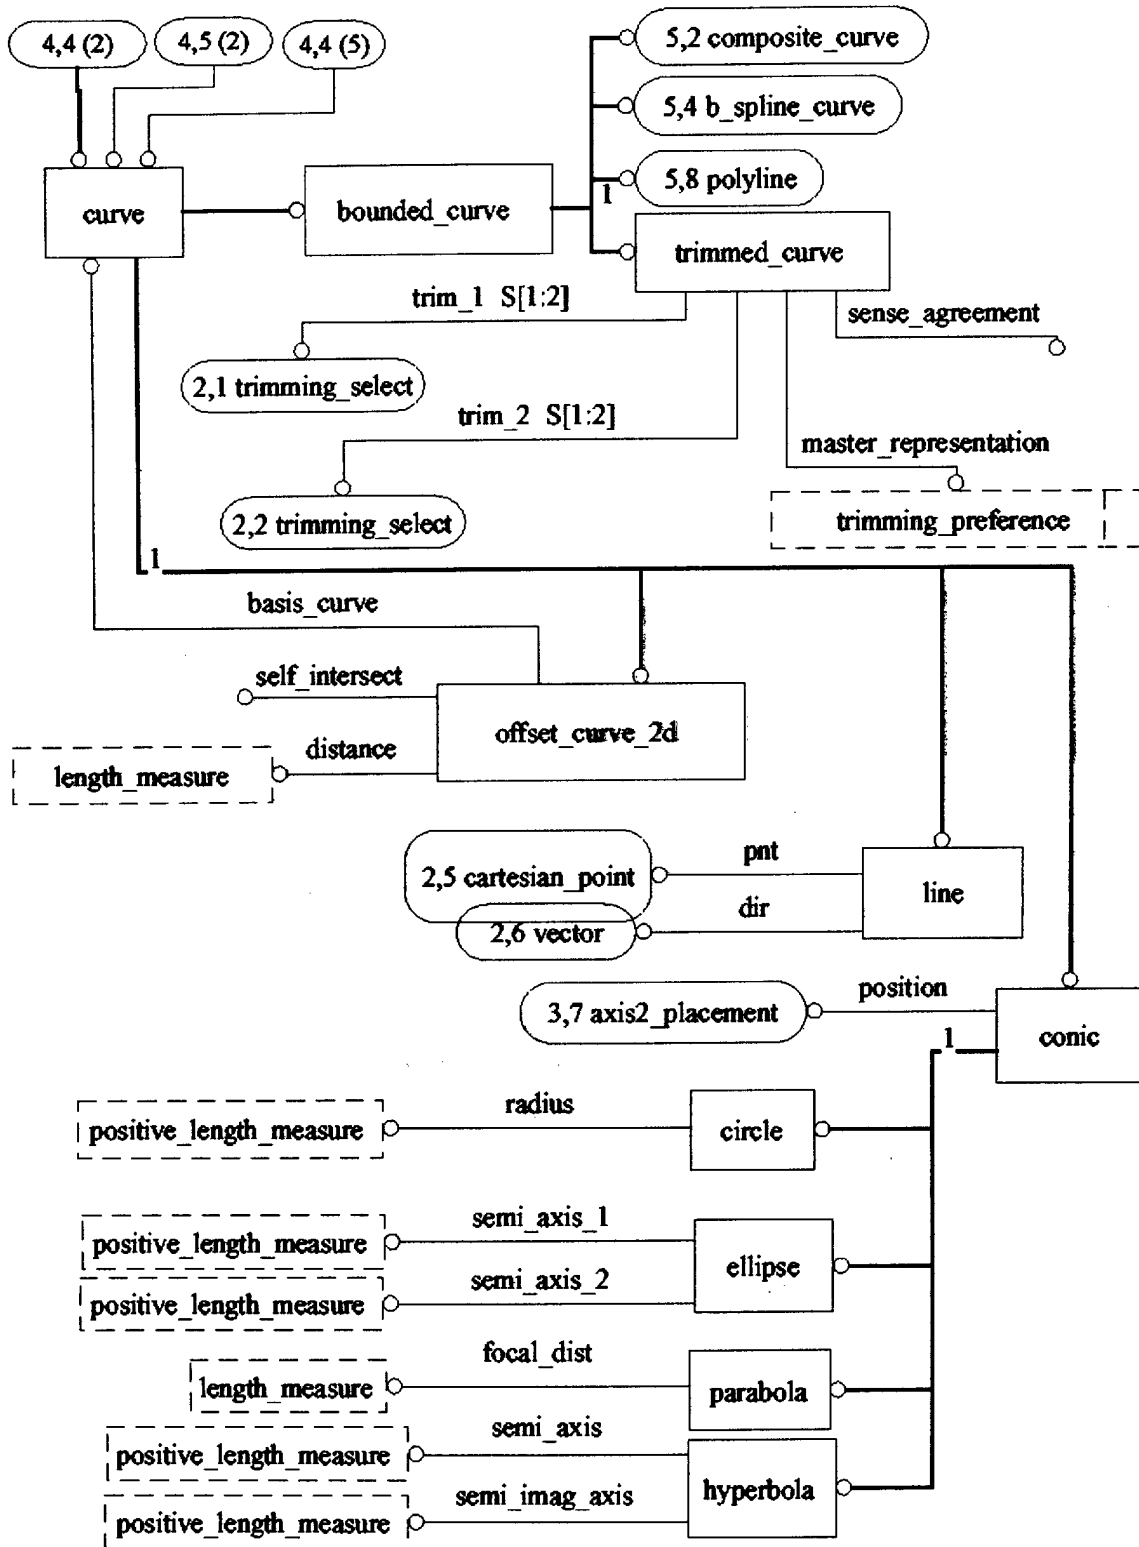 4,4 (2)
4,5 (2)
4,4 (5)
5,2 composite_curve
5,4 b_spline_curve
5,8 polyline
1
curve
bounded_curve
trimmed_curve
trim_1 S[1:2]
sense_agreement
2,1 trimming_select
trim_2 S[1:2]
master_representation
2,2 trimming_select
trimming_preference
1
basis_curve
self_intersect
offset_curve_2d
distance
length_measure
pnt
2,5 cartesian_point
line
dir
2,6 vector
position
3,7 axis2_placement
conic
1
radius
positive_length_measure
circle
semi_axis_1
positive_length_measure
ellipse
semi_axis_2
positive_length_measure
focal_dist
length_measure
parabola
semi_axis
positive_length_measure
hyperbola
semi_imag_axis
positive_length_measure